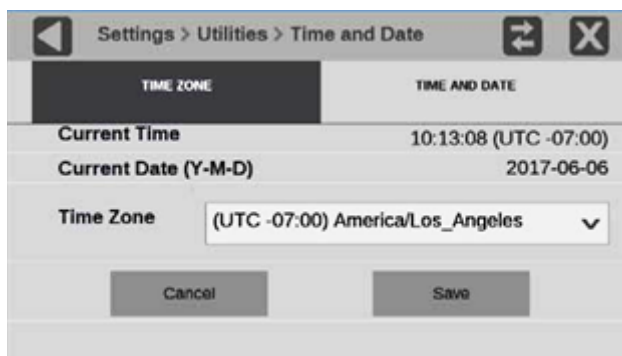 Settings > Utilities > Time and Date
TIME ZONE
TIME AND DATE
Current Time 10:13:08 (UTC -07:00)
Current Date (Y-M-D) 2017-06-06
Time Zone (UTC -07:00) America/Los_Angeles
Cancel Save